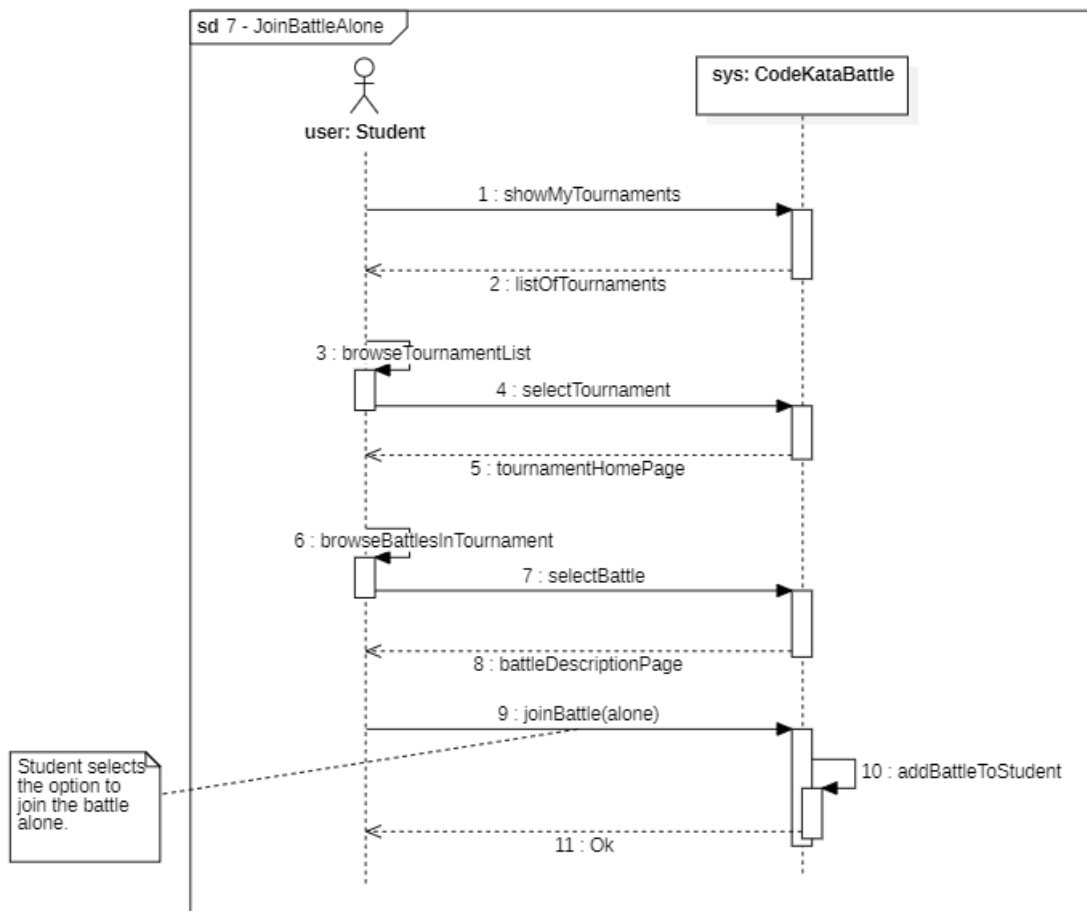 sd 7 - JoinBattleAlone
user: Student
sys: CodeKataBattle
1 : showMyTournaments
2 : listOfTournaments
3 : browseTournamentList
4 : selectTournament
5 : tournamentHomePage
6 : browseBattlesInTournament
7 : selectBattle
8 : battleDescriptionPage
9 : joinBattle(alone)
Student selects
the option to
join the battle
alone.
10 : addBattleToStudent
11 : Ok